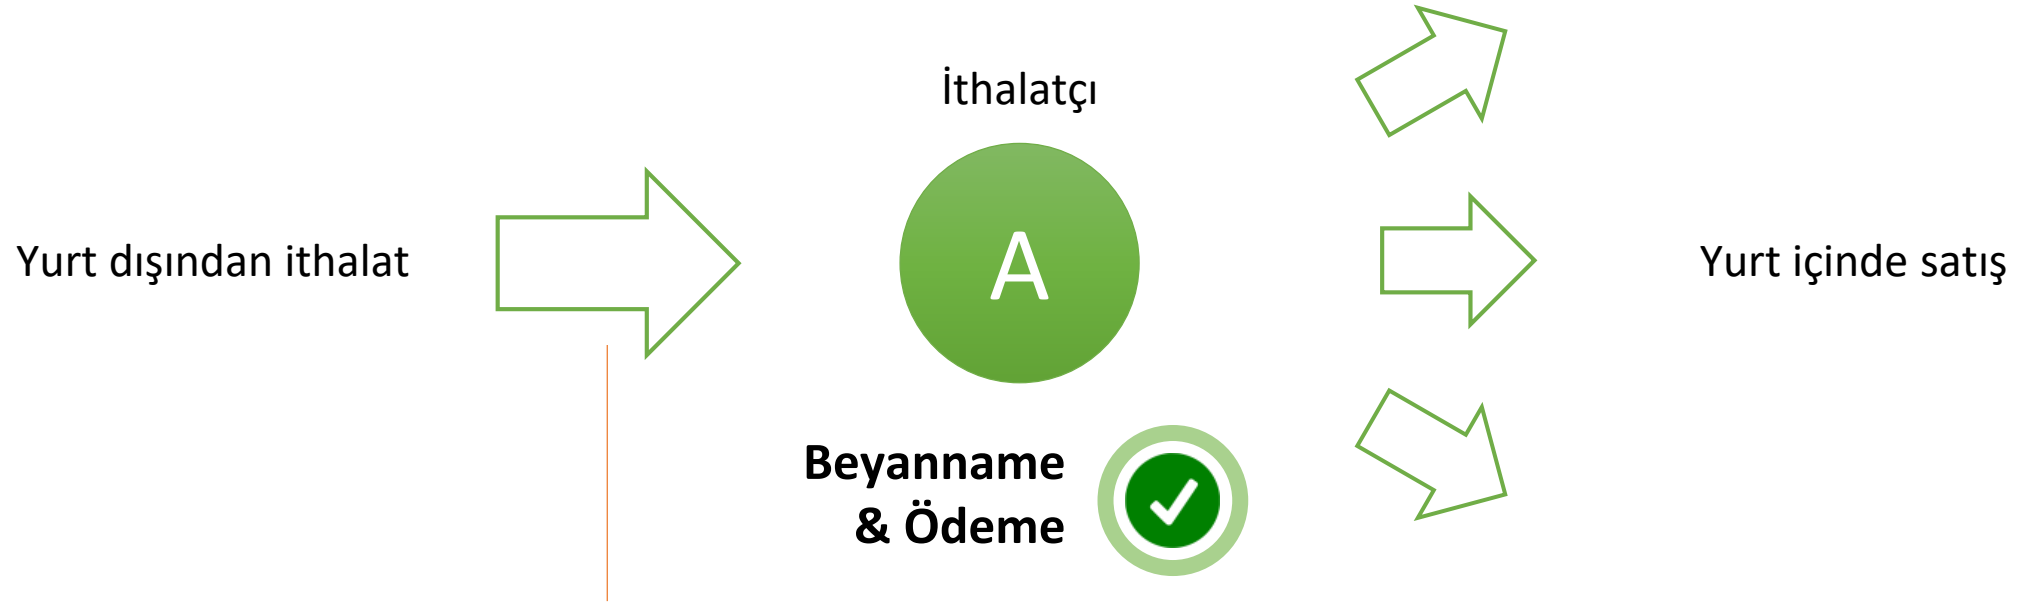 İthalatçı
Yurt dışından ithalat
A
Yurt içinde satış
Beyanname
& Ödeme